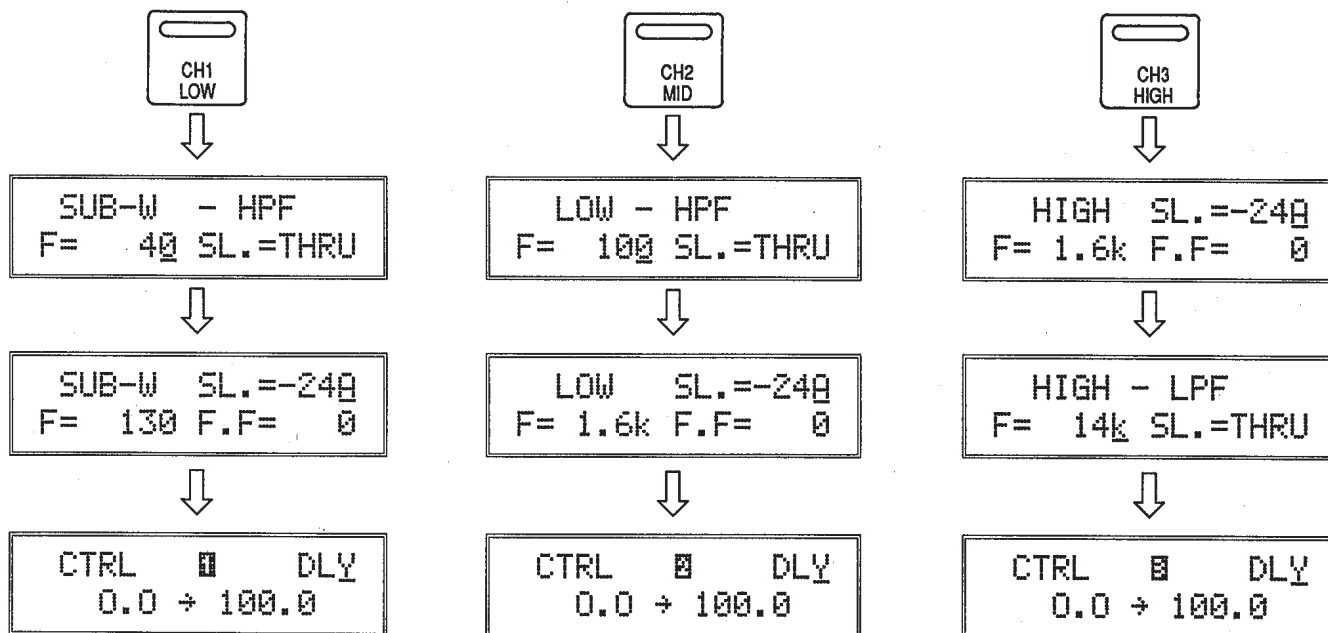 CH1
LOW
SUB-W - HPF
F= 40 SL.=THRU
SUB-W SL.=-24A
F= 130 F.F= 0
CTRL 1 DLY
0.0 → 100.0
CH2
MID
LOW - HPF
F= 100 SL.=THRU
LOW SL.=-24A
F= 1.6k F.F= 0
CTRL 2 DLY
0.0 → 100.0
CH3
HIGH
HIGH SL.=-24A
F= 1.6k F.F= 0
HIGH - LPF
F= 14k SL.=THRU
CTRL 3 DLY
0.0 → 100.0